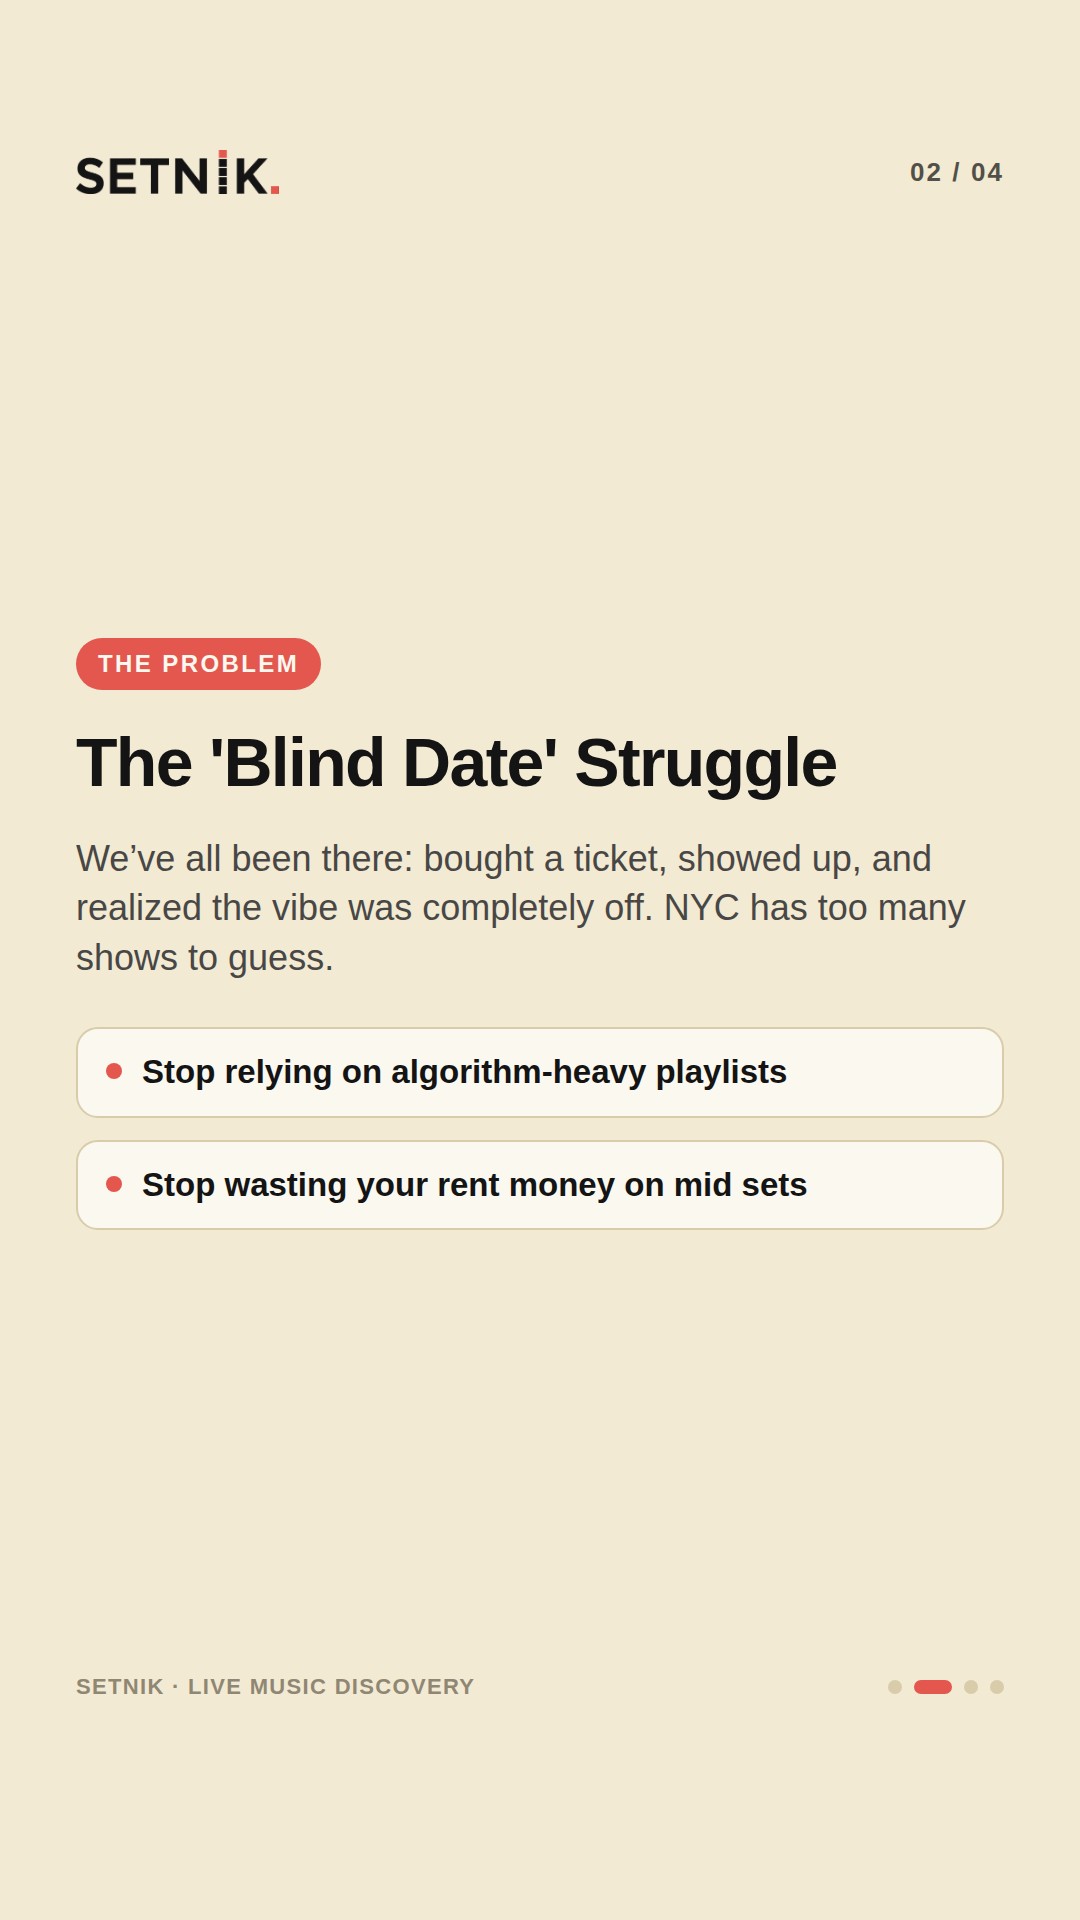 SETNIK.
02 / 04
THE PROBLEM
The 'Blind Date' Struggle
We’ve all been there: bought a ticket, showed up, and
realized the vibe was completely off. NYC has too many
shows to guess.
Stop relying on algorithm-heavy playlists
Stop wasting your rent money on mid sets
SETNIK · LIVE MUSIC DISCOVERY